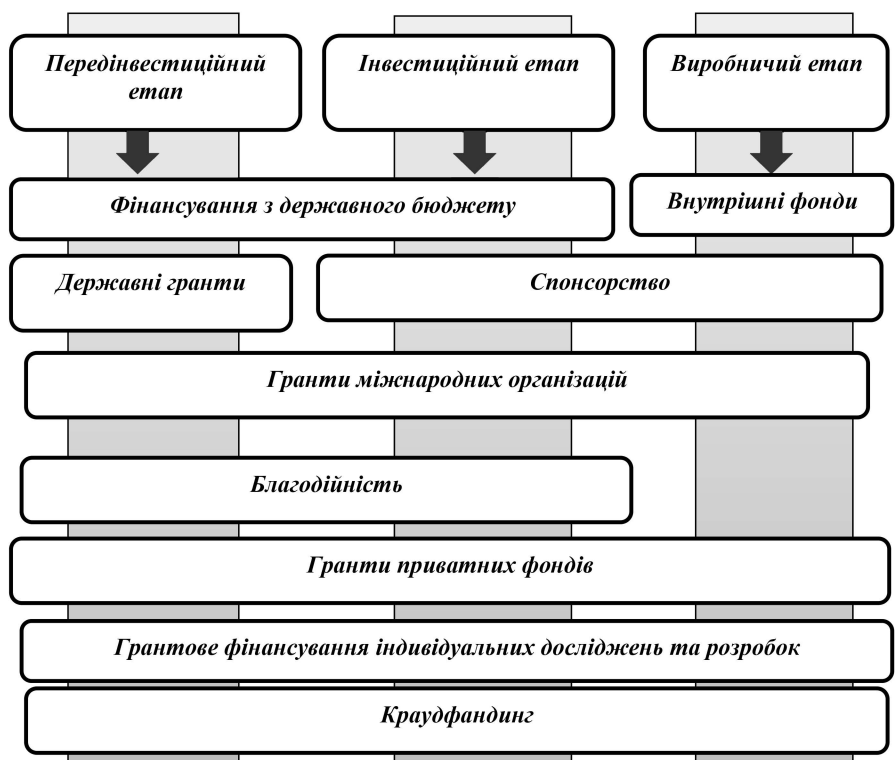 Передінвестиційний
етап
Інвестиційний етап
Виробничий етап
Фінансування з державного бюджету
Внутрішні фонди
Державні гранти
Спонсорство
Гранти міжнародних організацій
Благодійність
Гранти приватних фондів
Грантове фінансування індивідуальних досліджень та розробок
Краудфандинг